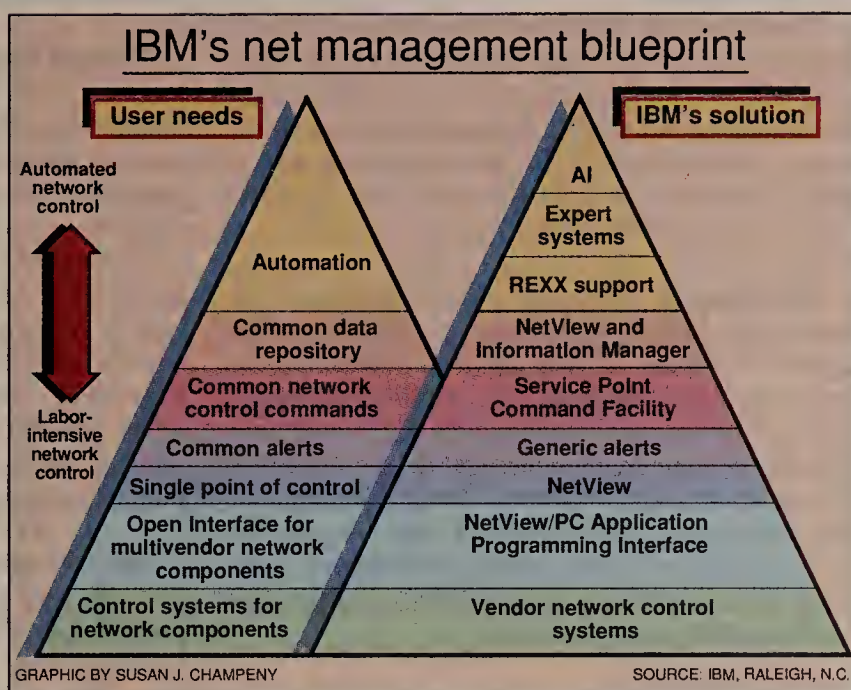 IBM's net management blueprint
User needs
IBM's solution
Automated
network
control
Labor-
intensive
network
control
Automation
Common data
repository
Common network
control commands
Common alerts
Single point of control
Open Interface for
multivendor network
components
Control systems for
network components
AI
Expert
systems
REXX support
NetView and
Information Manager
Service Point
Command Facility
Generic alerts
NetView
NetView/PC Application
Programming Interface
Vendor network control
systems
GRAPHIC BY SUSAN J. CHAMPENY
SOURCE: IBM, RALEIGH, N.C.